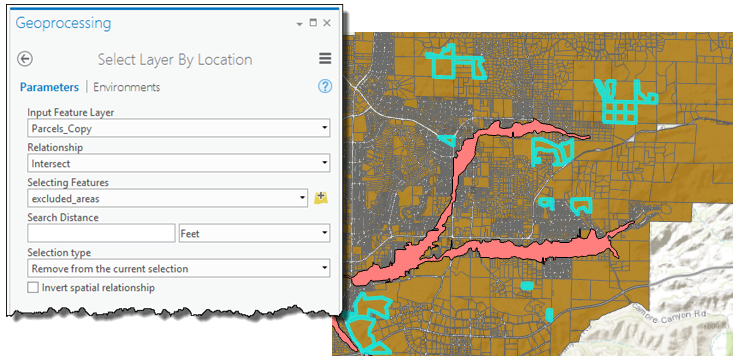 Geoprocessing
Select Layer By Location
Parameters | Environments
?
Input Feature Layer
Parcels_Copy
Relationship
Intersect
Selecting Features
excluded_areas
Search Distance
Feet
Selection type
Remove from the current selection
Invert spatial relationship
Canyon Rd